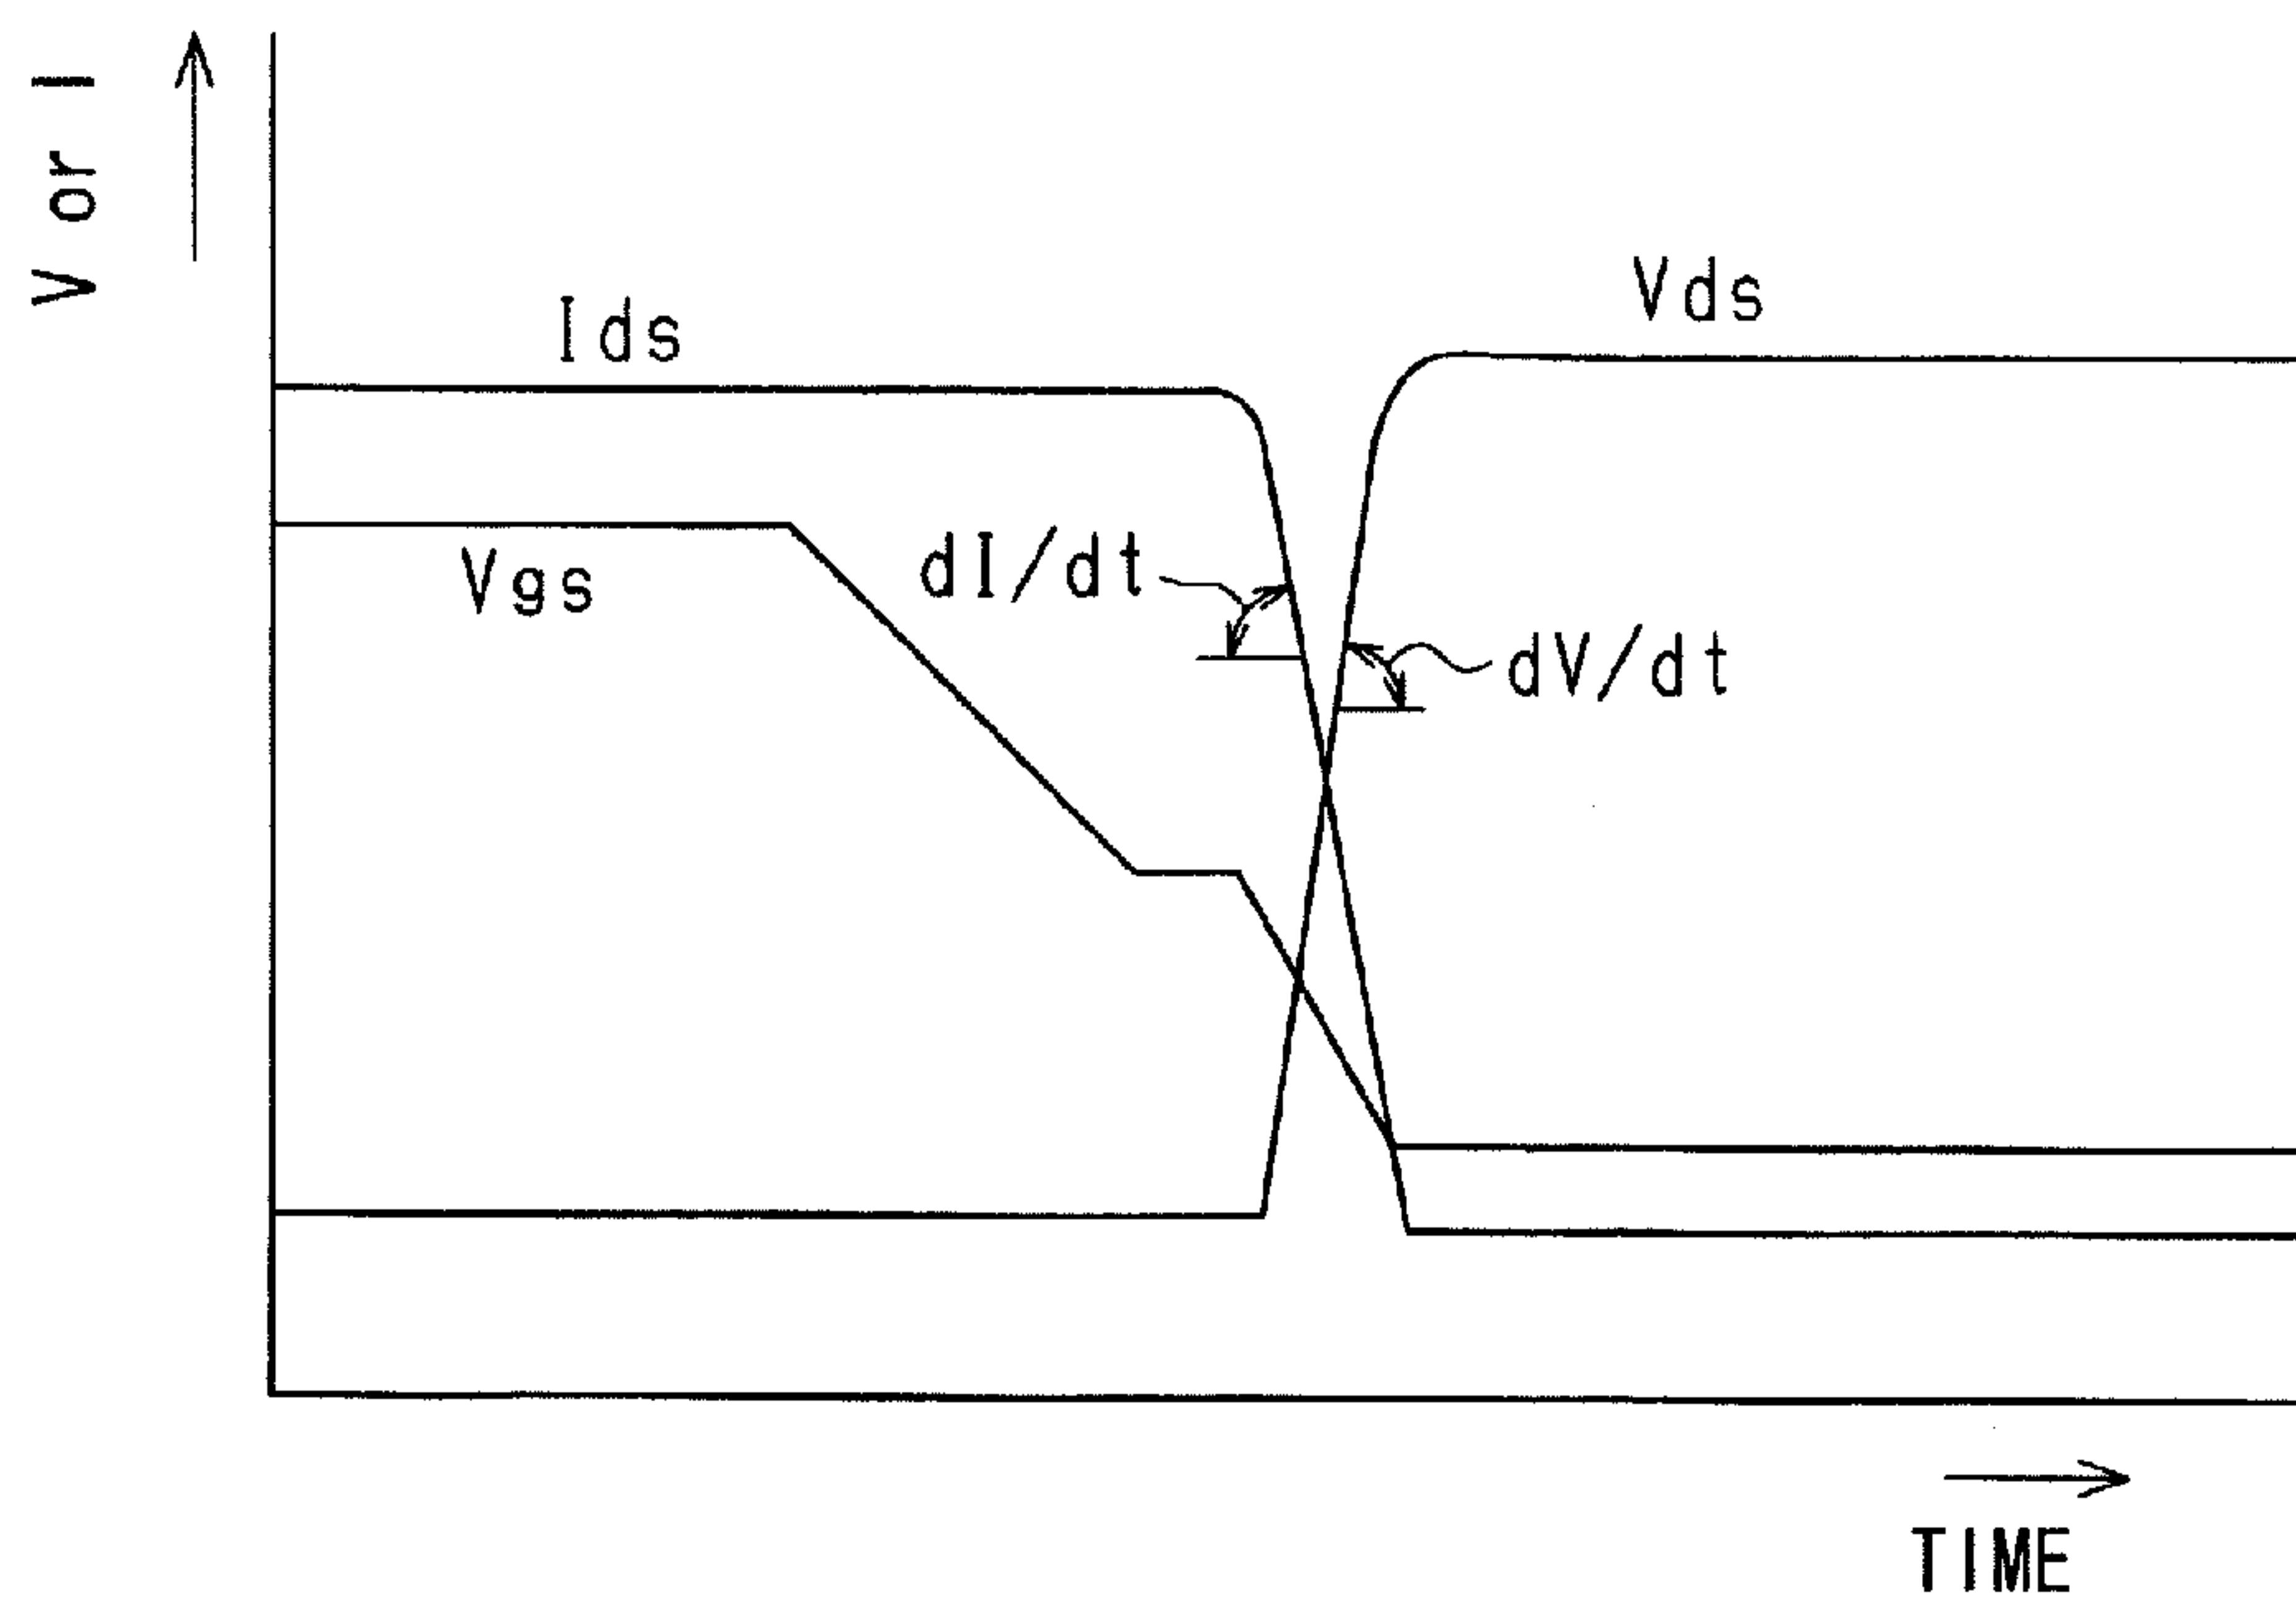 V or I
Vds
Ids
dI/dt
Vgs
dV/dt
TIME